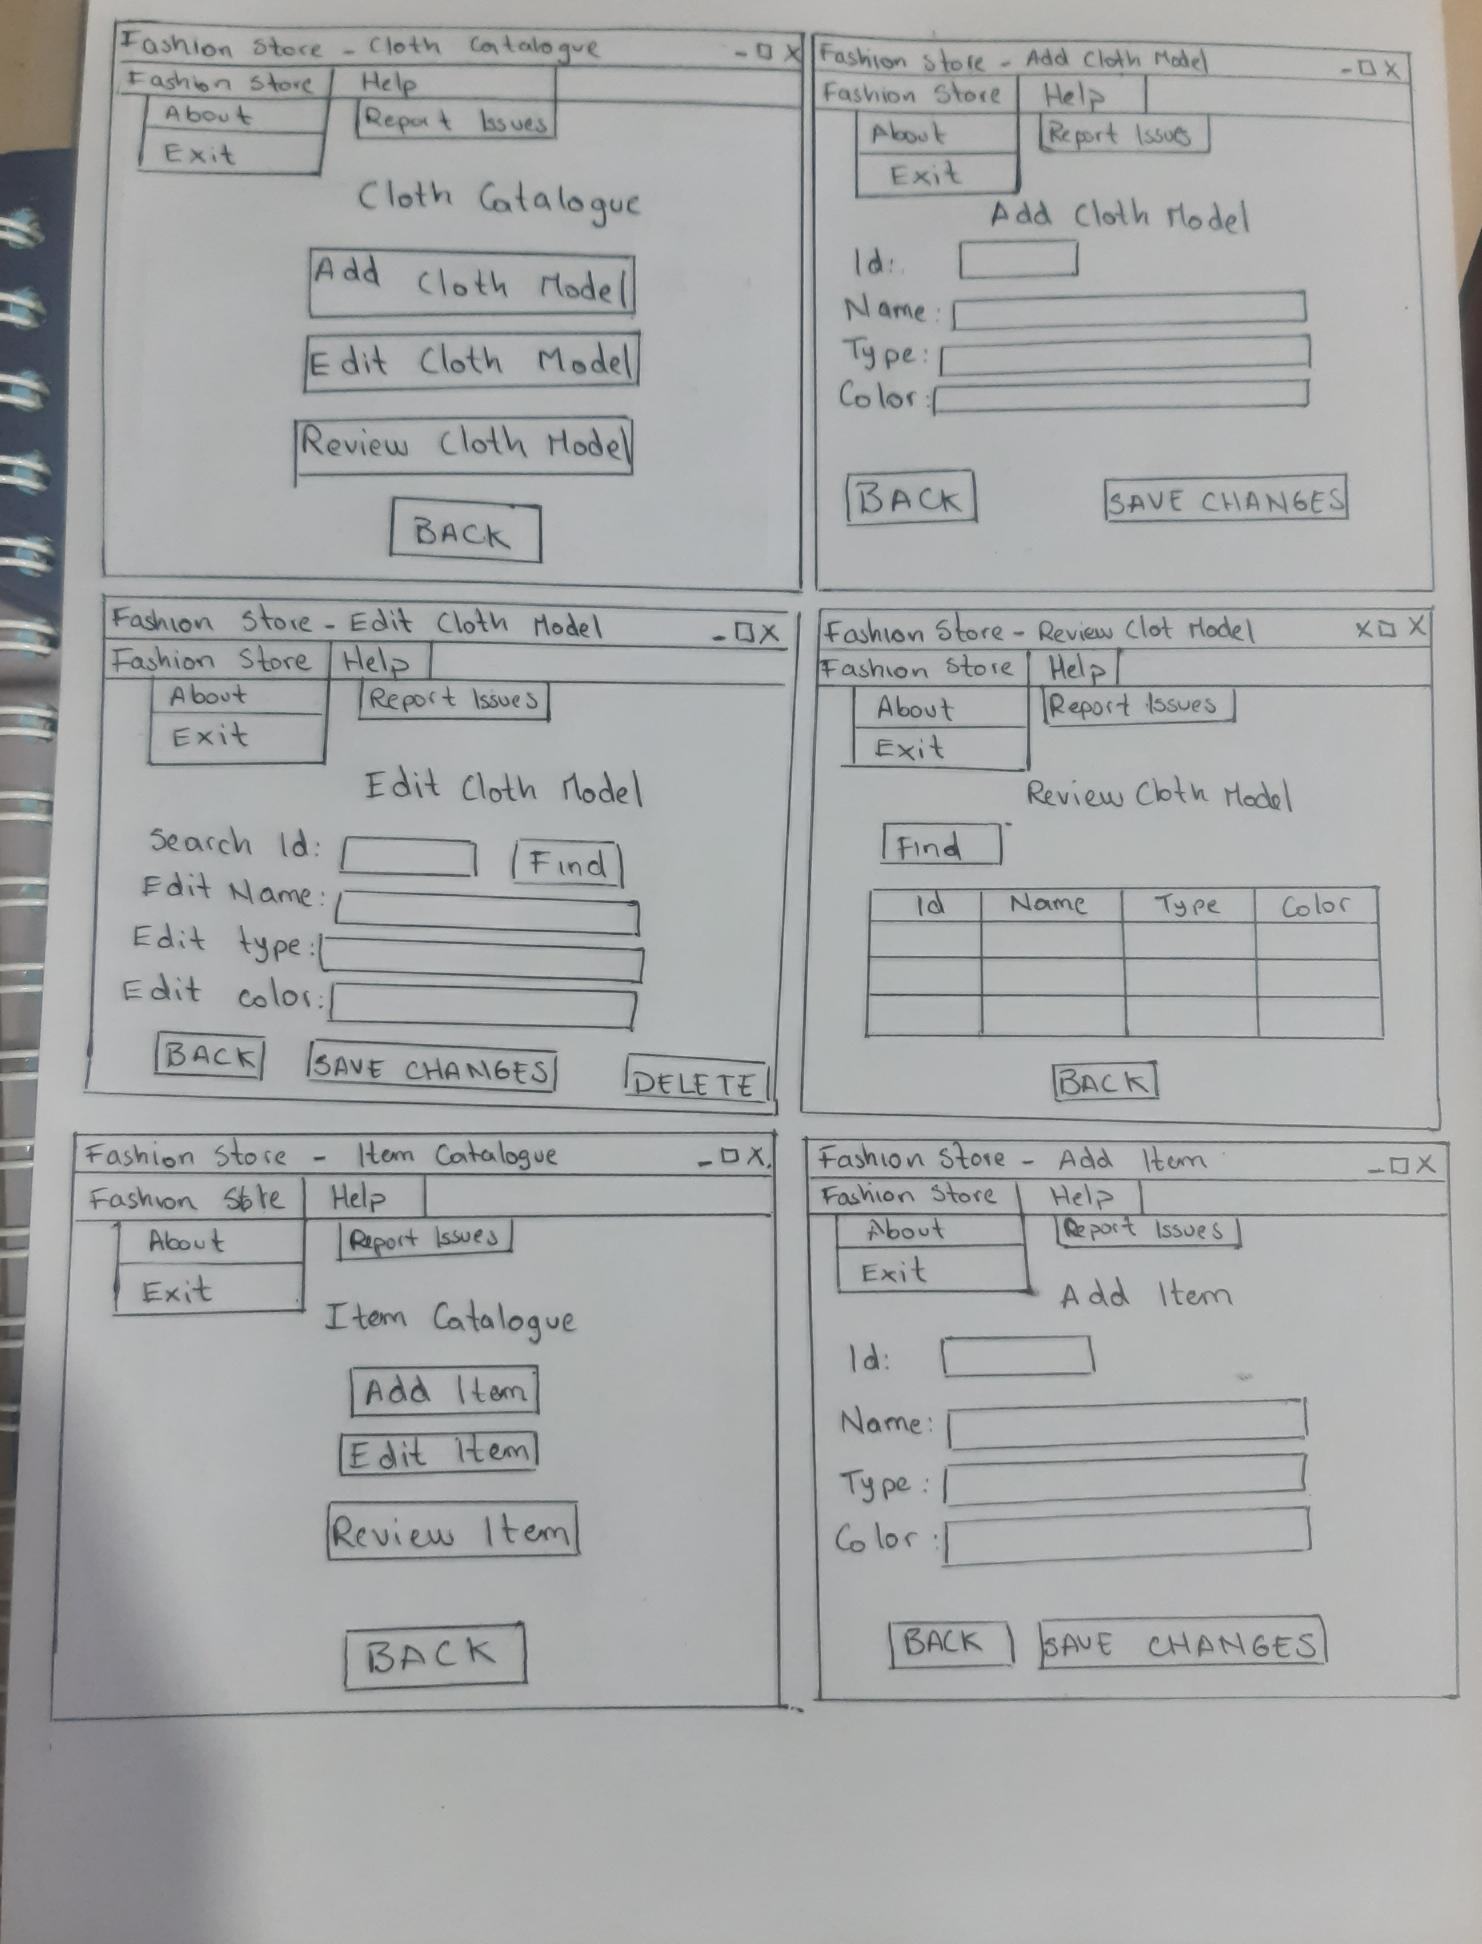 Fashion Store - Cloth Catalogue - □ X
Fashion Store Help
About Report Issues
Exit
Cloth Catalogue
Add Cloth Model
Edit Cloth Model
Review Cloth Model
BACK
Fashion Store - Add Cloth Model - □ X
Fashion Store Help
About Report Issues
Exit
Add Cloth Model
Id:
Name:
Type:
Color:
BACK SAVE CHANGES
Fashion Store - Edit Cloth Model - □ X
Fashion Store Help
About Report Issues
Exit
Edit Cloth Model
Search Id: Find
Edit Name:
Edit type:
Edit color:
BACK SAVE CHANGES DELETE
Fashion Store - Review Clot Model X □ X
Fashion Store Help
About Report Issues
Exit
Review Cloth Model
Find
Id Name Type Color
BACK
Fashion Store - Item Catalogue - □ X
Fashion Store Help
About Report Issues
Exit
Item Catalogue
Add Item
Edit Item
Review Item
BACK
Fashion Store - Add Item - □ X
Fashion Store Help
About Report Issues
Exit
Add Item
Id:
Name:
Type:
Color:
BACK SAVE CHANGES